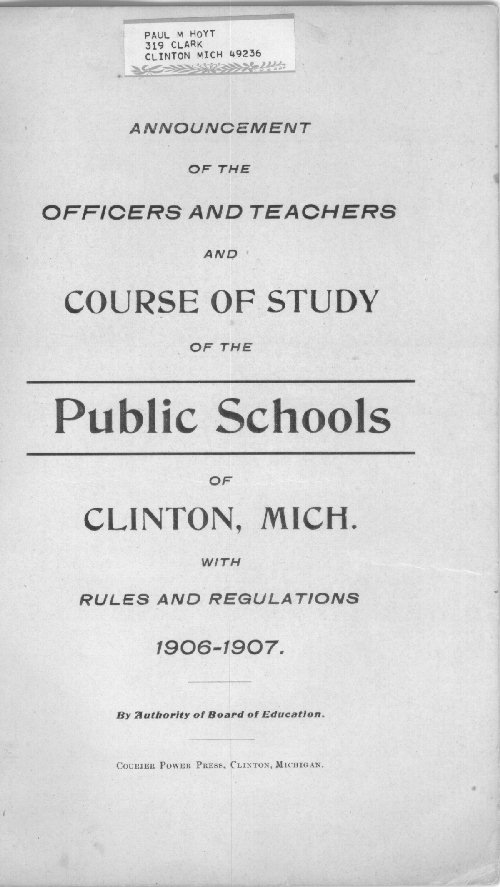 PAUL M HOYT
319 CLARK
CLINTON MICH 49236
ANNOUNCEMENT
OF THE
OFFICERS AND TEACHERS
AND
COURSE OF STUDY
OF THE
Public Schools
OF
CLINTON, MICH.
WITH
RULES AND REGULATIONS
1906-1907.
By Authority of Board of Education.
COURIER POWER PRESS, CLINTON, MICHIGAN.